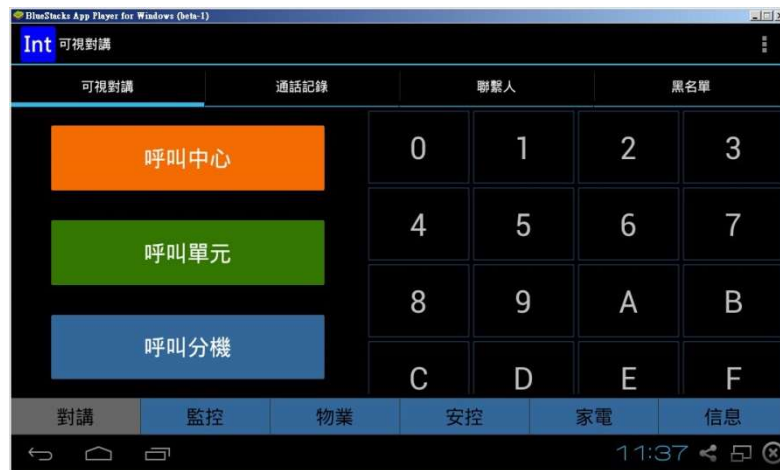 BlueStacks App Player for Windows (beta-1)
Int 可視對講
可視對講 通話記錄 聯繫人 黑名單
呼叫中心
呼叫單元
呼叫分機
0 1 2 3
4 5 6 7
8 9 A B
C D E F
對講 監控 物業 安控 家電 信息
11:37